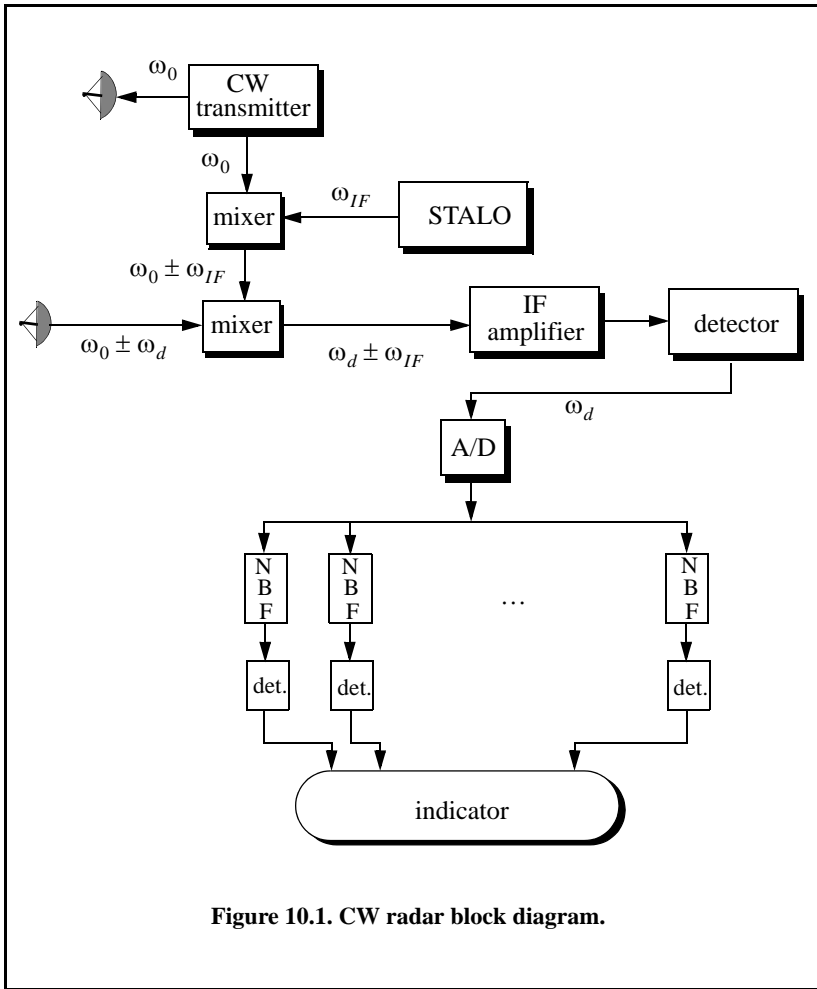 ω0
CW
transmitter
ω0
ωIF
STALO
mixer
ω0 ± ωIF
IF
amplifier
detector
mixer
ω0 ± ωd
ωd ± ωIF
ωd
A/D
N
B
F
N
B
F
...
N
B
F
det.
det.
det.
indicator
Figure 10.1. CW radar block diagram.